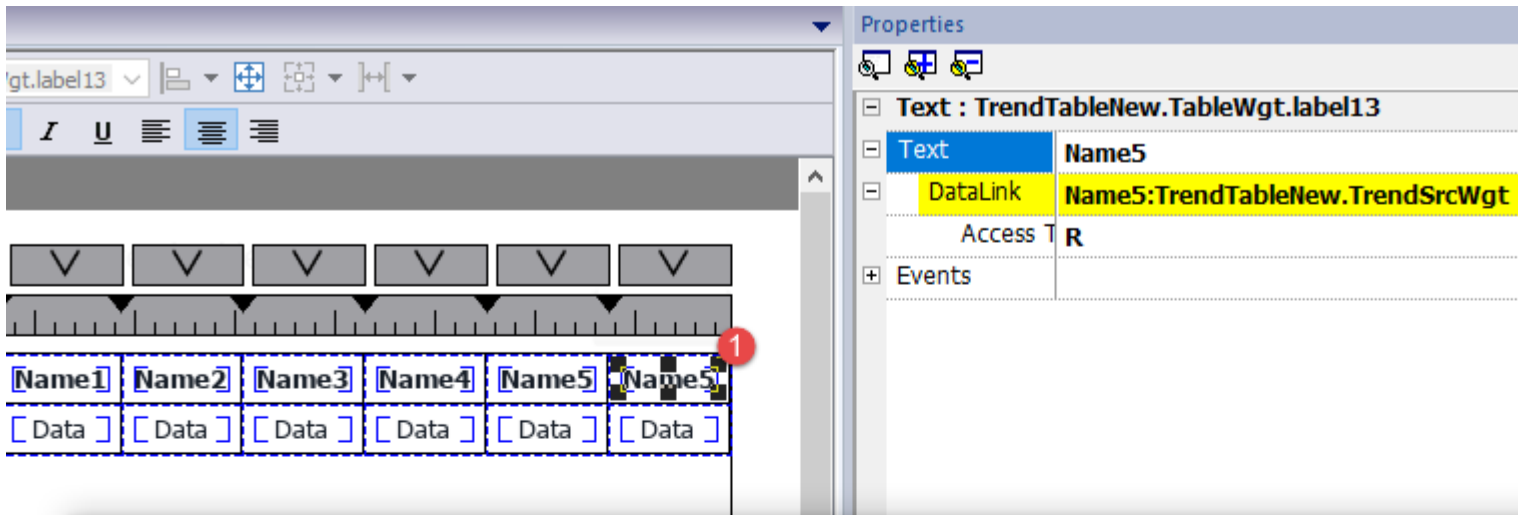 Properties
gt.label13
I U
Text : TrendTableNew.TableWgt.label13
Text Name5
DataLink Name5:TrendTableNew.TrendSrcWgt
Access T R
Events
1
Name1 Name2 Name3 Name4 Name5 Name5
Data Data Data Data Data Data